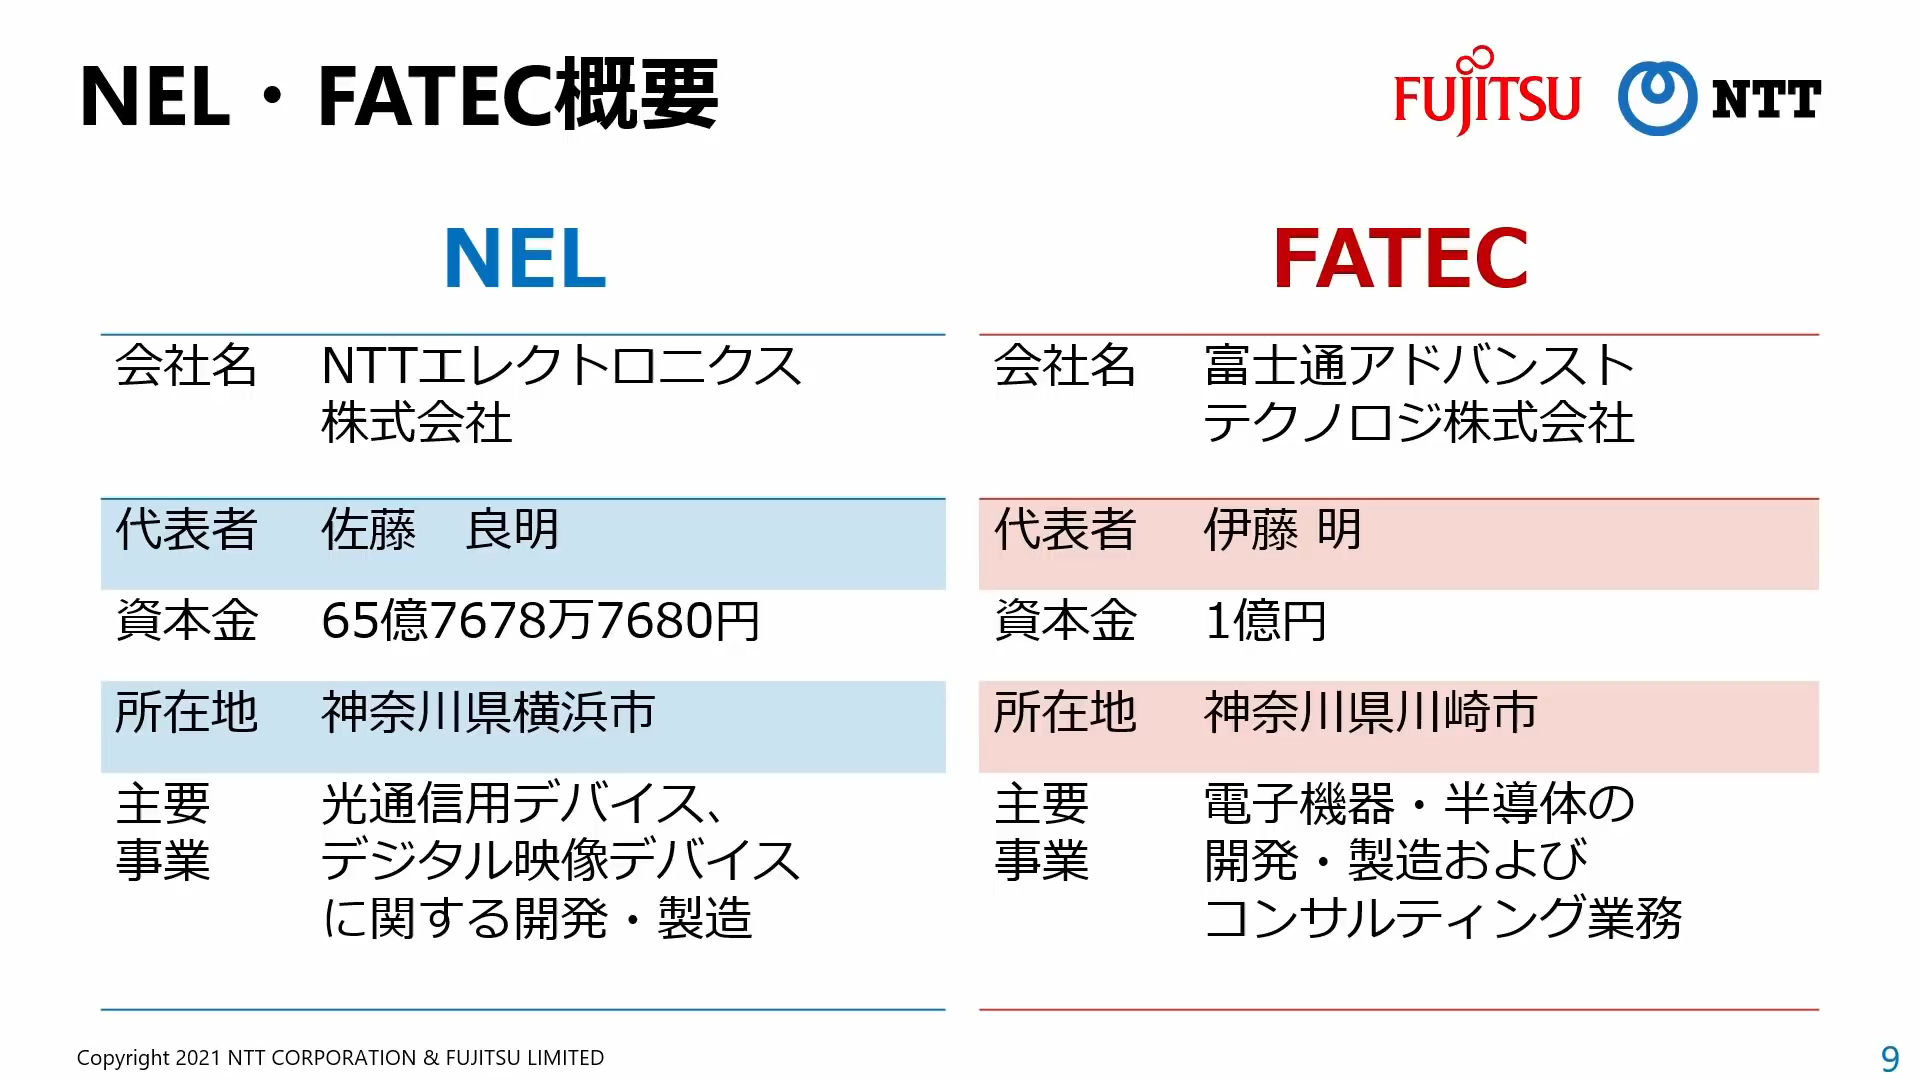 NEL・FATEC概要
FUJITSU
NTT
NEL
会社名 NTTエレクトロニクス
株式会社
代表者 佐藤　良明
資本金 65億7678万7680円
所在地 神奈川県横浜市
主要 光通信用デバイス、
事業 デジタル映像デバイス
に関する開発・製造
FATEC
会社名 富士通アドバンスト
テクノロジ株式会社
代表者 伊藤 明
資本金 1億円
所在地 神奈川県川崎市
主要 電子機器・半導体の
事業 開発・製造および
コンサルティング業務
Copyright 2021 NTT CORPORATION & FUJITSU LIMITED
9